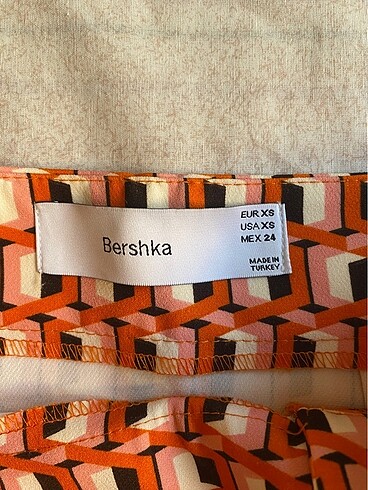 Bershka
EUR XS
USA XS
MEX 24
MADE IN
TURKEY